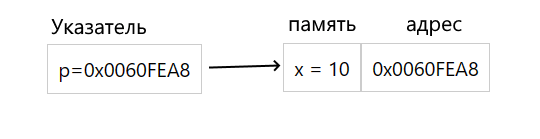 Указатель
память адрес
p=0x0060FEA8
x = 10 0x0060FEA8